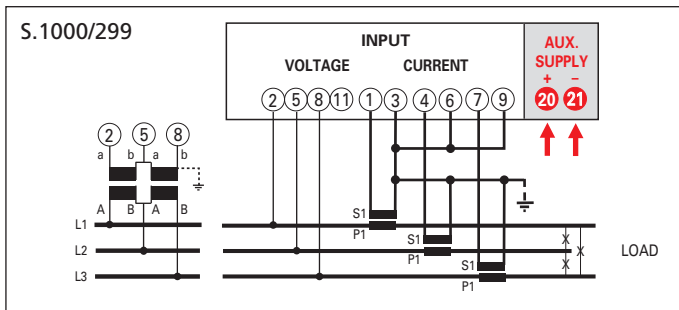 S.1000/299
INPUT
VOLTAGE CURRENT
AUX.
SUPPLY
+ –
2 5 8 11 1 3 4 6 7 9 20 21
2 5 8
a b a b
A B A B
L1
L2
L3
S1
P1
S1
P1
S1
P1
X
X
X
LOAD